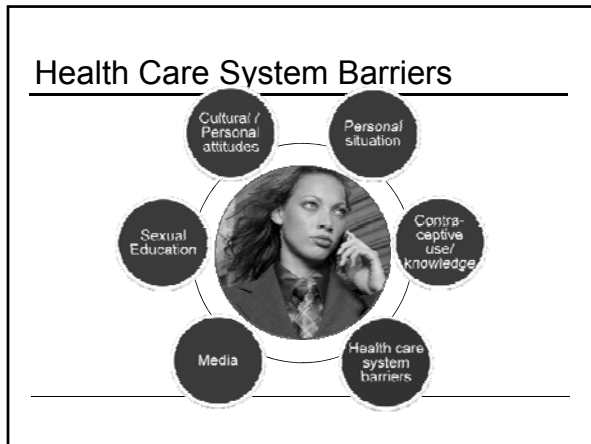 Health Care System Barriers
Cultural /
Personal
attitudes
Personal
situation
Sexual
Education
Contra-
ceptive
use/
knowledge
Media
Health care
system
barriers